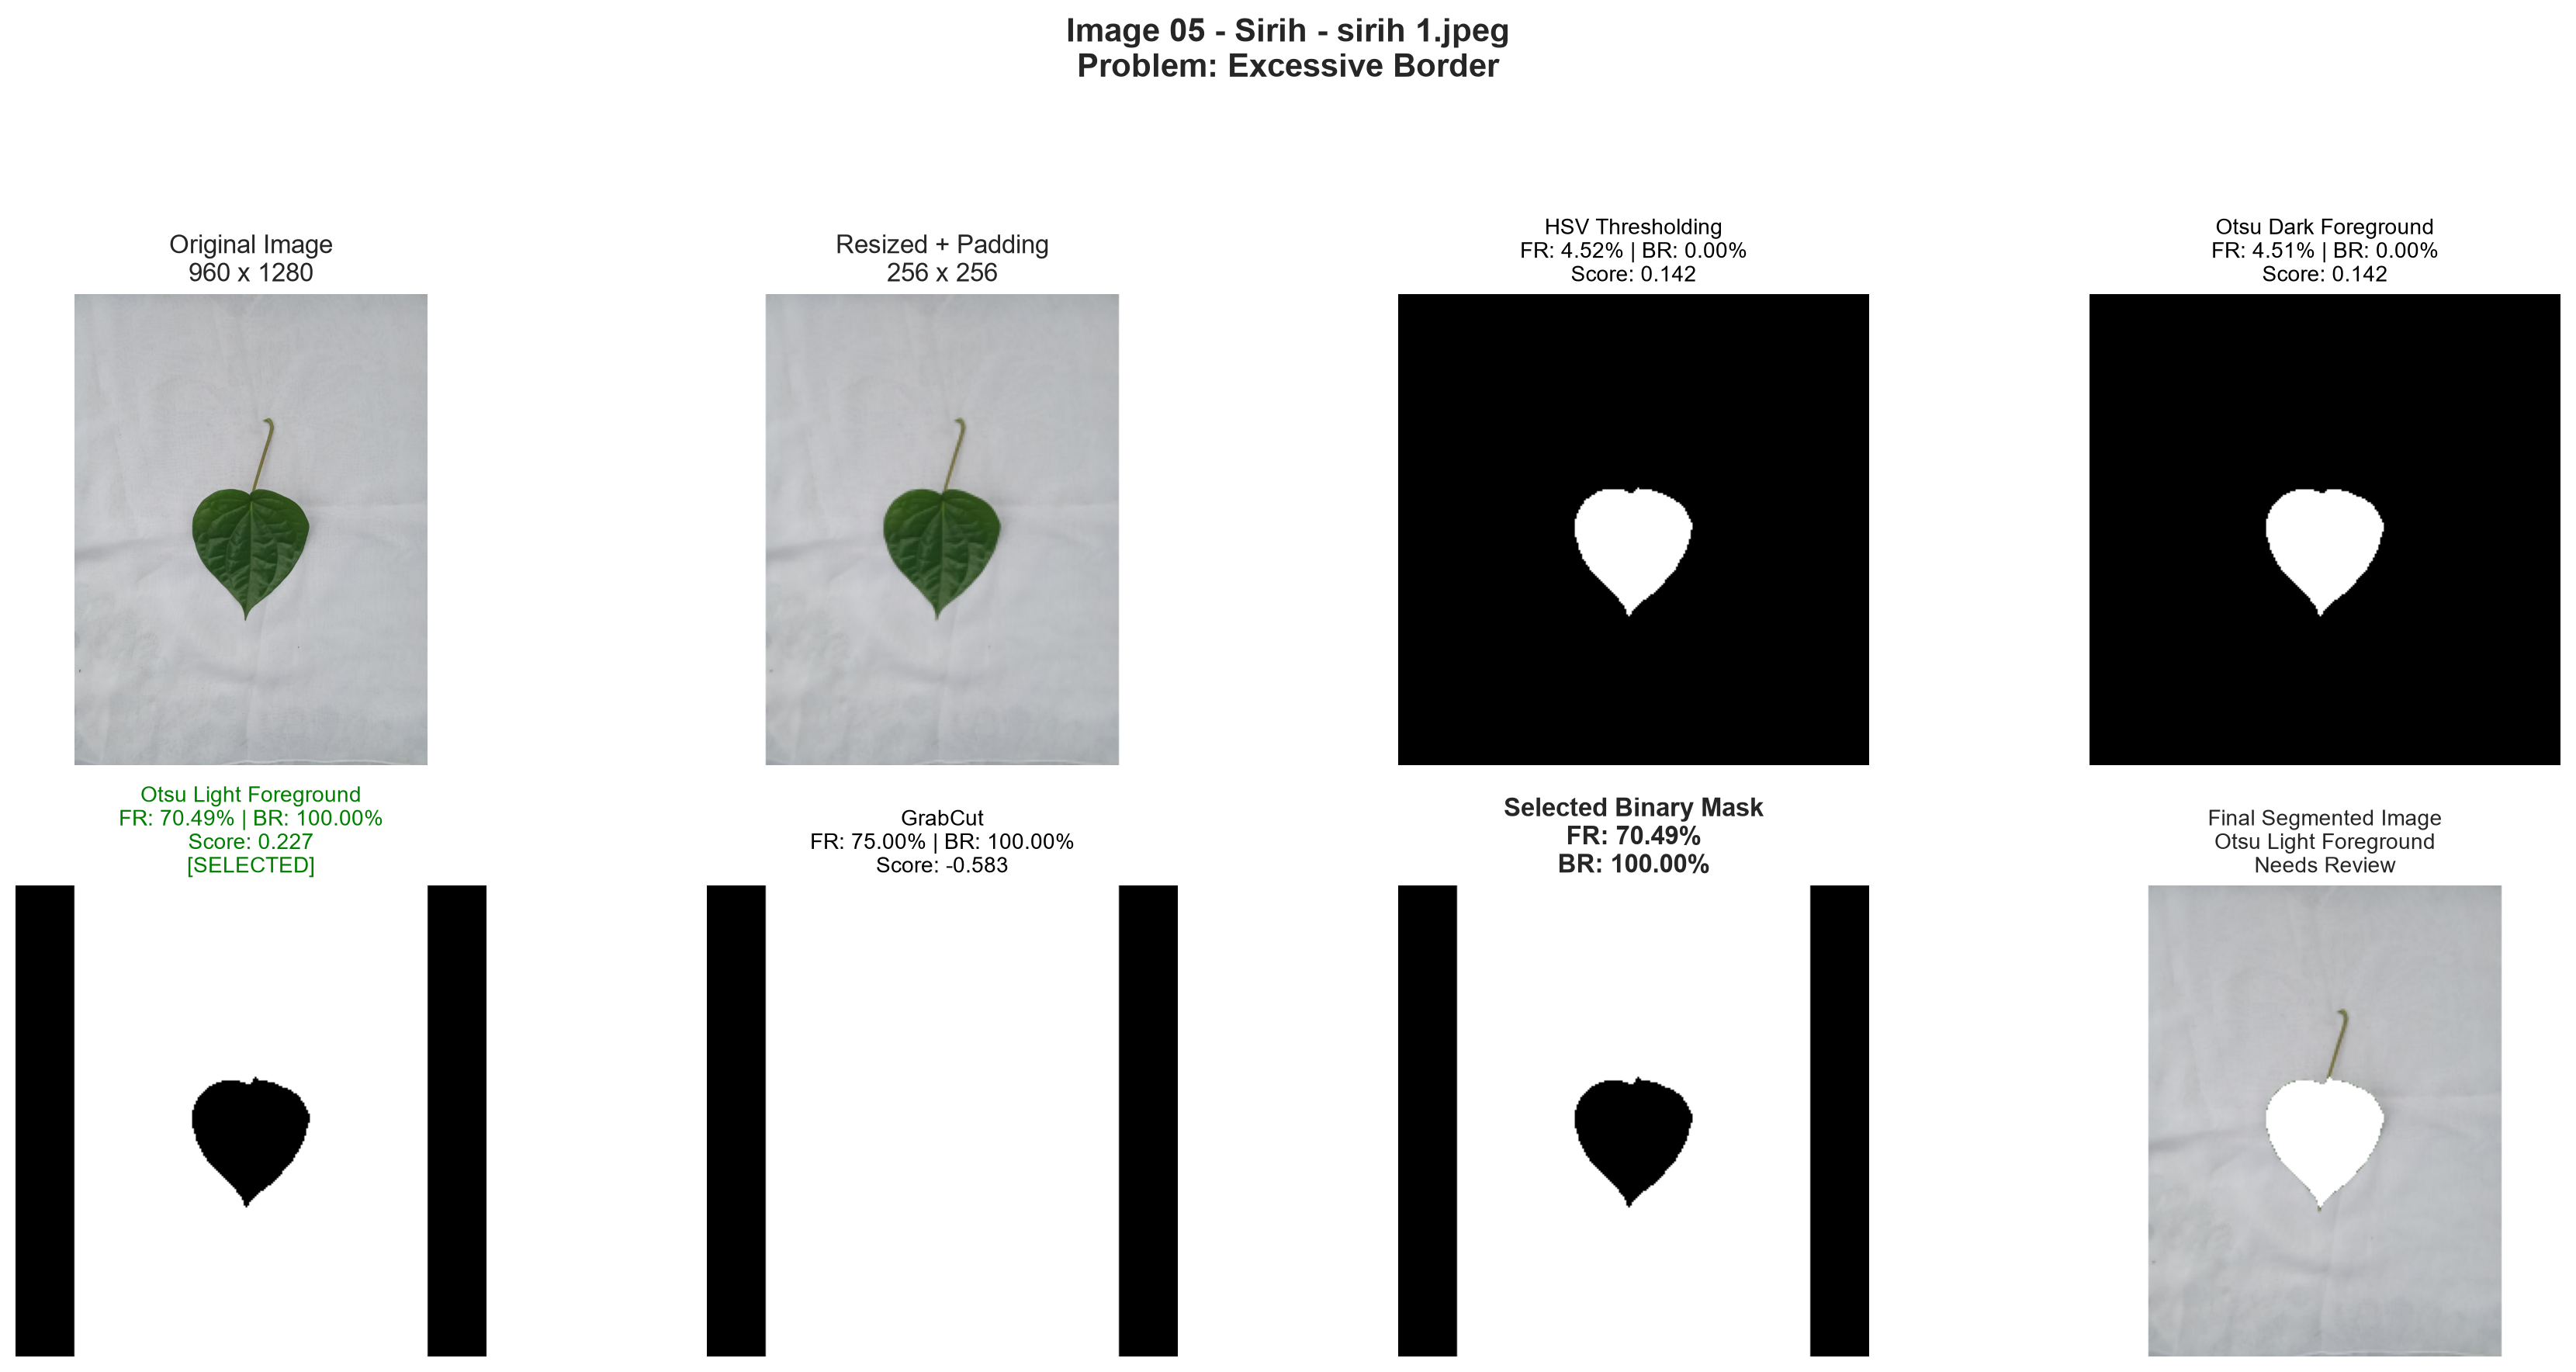 Image 05 - Sirih - sirih 1.jpeg
Problem: Excessive Border
Original Image
960 x 1280
Resized + Padding
256 x 256
HSV Thresholding
FR: 4.52% | BR: 0.00%
Score: 0.142
Otsu Dark Foreground
FR: 4.51% | BR: 0.00%
Score: 0.142
Otsu Light Foreground
FR: 70.49% | BR: 100.00%
Score: 0.227
[SELECTED]
GrabCut
FR: 75.00% | BR: 100.00%
Score: -0.583
Selected Binary Mask
FR: 70.49%
BR: 100.00%
Final Segmented Image
Otsu Light Foreground
Needs Review